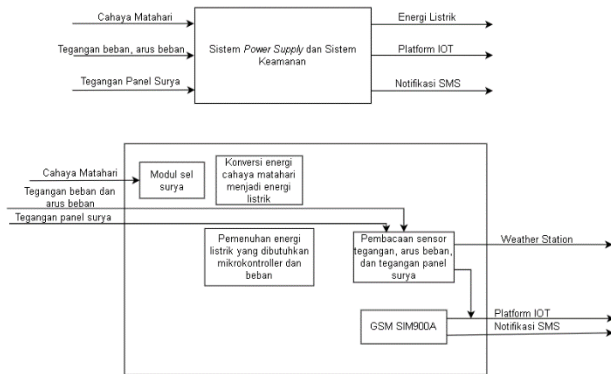 Cahaya Matahari
Energi Listrik
Tegangan beban, arus beban
Sistem Power Supply dan Sistem
Keamanan
Platform IOT
Tegangan Panel Surya
Notifikasi SMS
Cahaya Matahari
Modul sel
surya
Konversi energi
cahaya matahari
menjadi energi
listrik
Tegangan beban dan
arus beban
Tegangan panel surya
Pemenuhan energi
listrik yang dibutuhkan
mikrokontroller dan
beban
Pembacaan sensor
tegangan, arus beban,
dan tegangan panel
surya
Weather Station
GSM SIM900A
Platform IOT
Notifikasi SMS